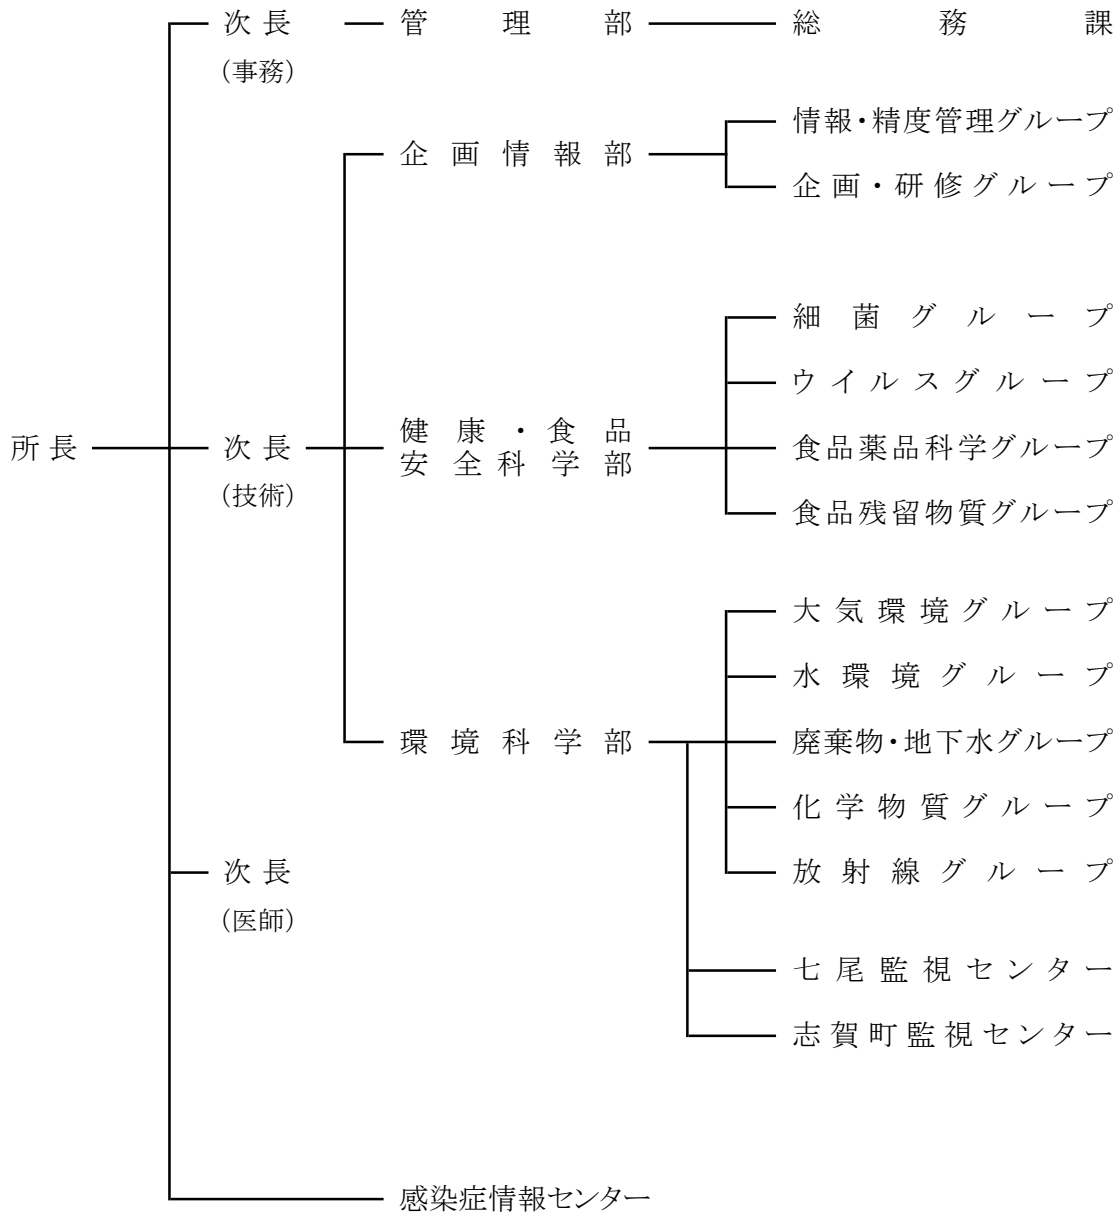 次長 管理部 総務課
(事務)
情報・精度管理グループ
企画情報部
企画・研修グループ
細菌グループ
ウイルスグループ
健康・食品
所長 次長 安全科学部 食品薬品科学グループ
(技術)
食品残留物質グループ
大気環境グループ
水環境グループ
環境科学部 廃棄物・地下水グループ
化学物質グループ
次長 放射線グループ
(医師)
七尾監視センター
志賀町監視センター
感染症情報センター